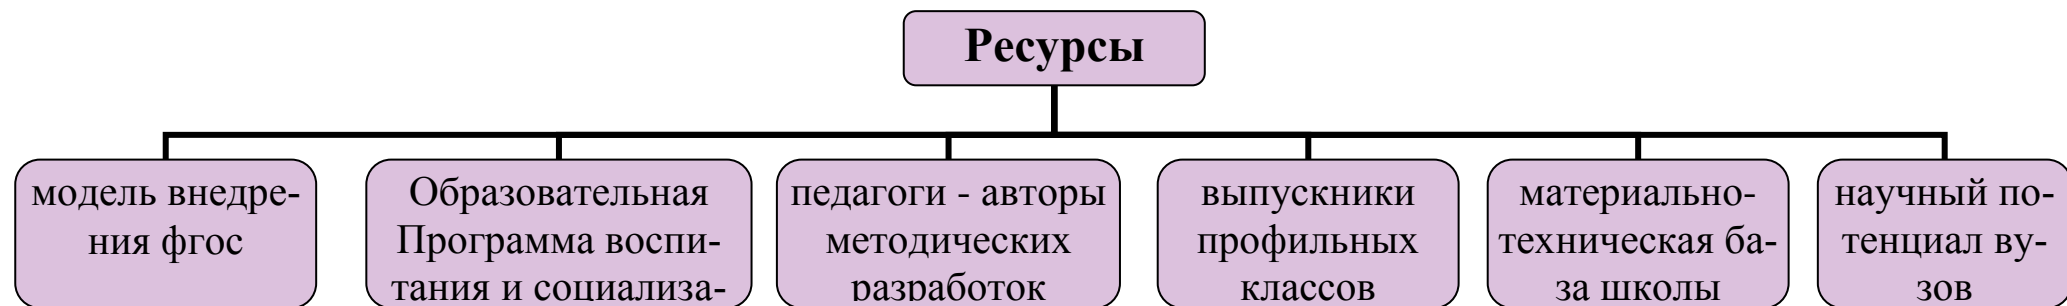 Ресурсы
модель внедре-
ния фгос
Образовательная
Программа воспи-
тания и социализа-
педагоги - авторы
методических
разработок
выпускники
профильных
классов
материально-
техническая ба-
за школы
научный по-
тенциал ву-
зов